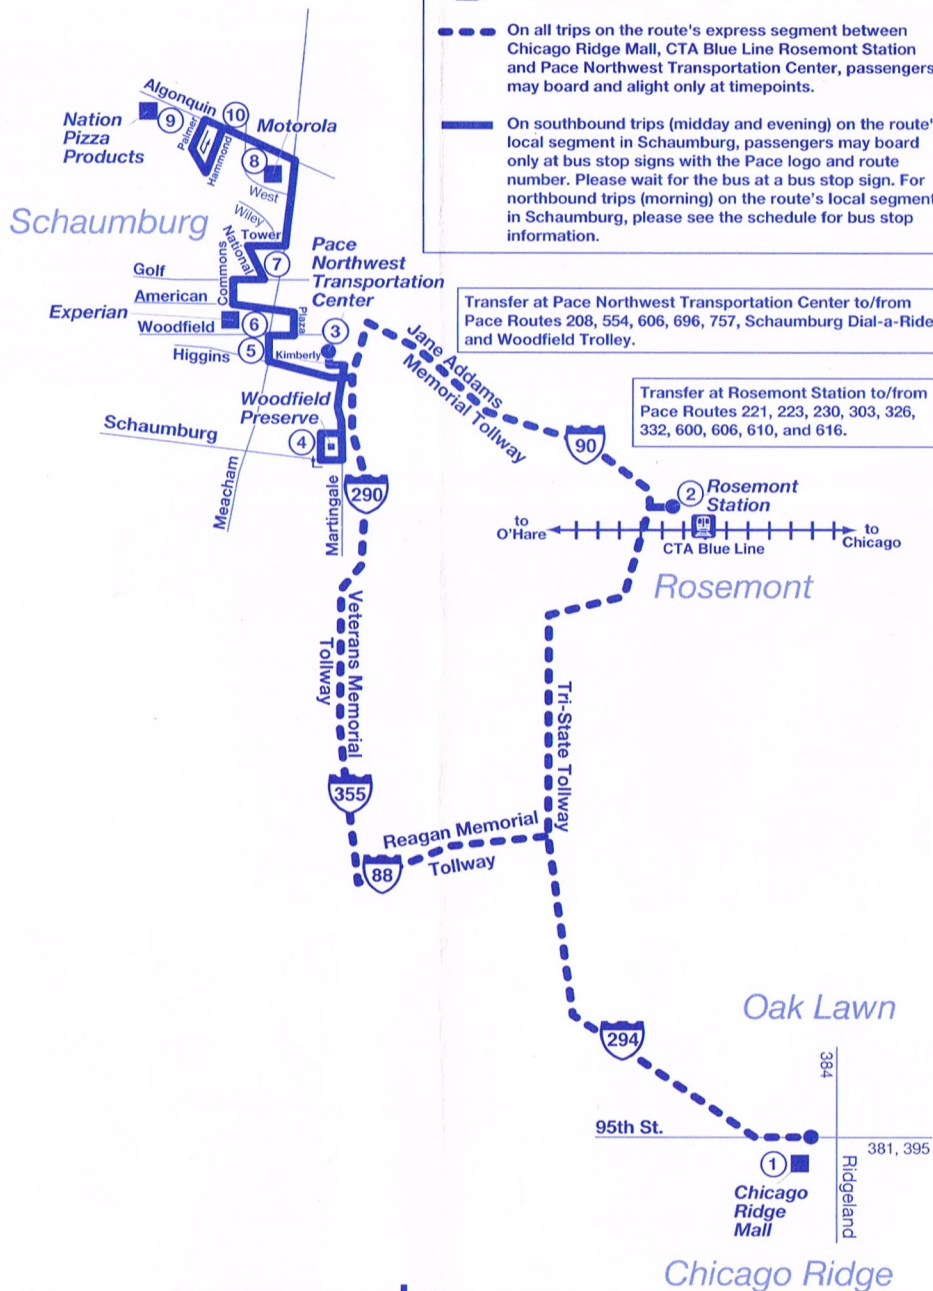 On all trips on the route's express segment between
Chicago Ridge Mall, CTA Blue Line Rosemont Station
and Pace Northwest Transportation Center, passengers
may board and alight only at timepoints.
On southbound trips (midday and evening) on the route'
local segment in Schaumburg, passengers may board
only at bus stop signs with the Pace logo and route
number. Please wait for the bus at a bus stop sign. For
northbound trips (morning) on the route's local segment
in Schaumburg, please see the schedule for bus stop
information.
Transfer at Pace Northwest Transportation Center to/from
Pace Routes 208, 554, 606, 696, 757, Schaumburg Dial-a-Ride
and Woodfield Trolley.
Transfer at Rosemont Station to/from
Pace Routes 221, 223, 230, 303, 326,
332, 600, 606, 610, and 616.
Algonquin
Nation
Pizza
Products
9
10
Palmer
Hammond
Motorola
8
West
Wiley
Schaumburg
Tower
National
7
Commons
Golf
American
Experian
Woodfield
6
Plaza
Higgins
5
Pace
Northwest
Transportation
Center
3
Kimberly
Woodfield
Preserve
4
Schaumburg
Meacham
Martingale
290
Jane Addams
Memorial Tollway
90
2
Rosemont
Station
to
O'Hare
CTA Blue Line
to
Chicago
Rosemont
Veterans Memorial
Tollway
355
Tri-State Tollway
Reagan Memorial
Tollway
88
294
Oak Lawn
384
95th St.
381, 395
1
Chicago
Ridge
Mall
Ridgeland
Chicago Ridge